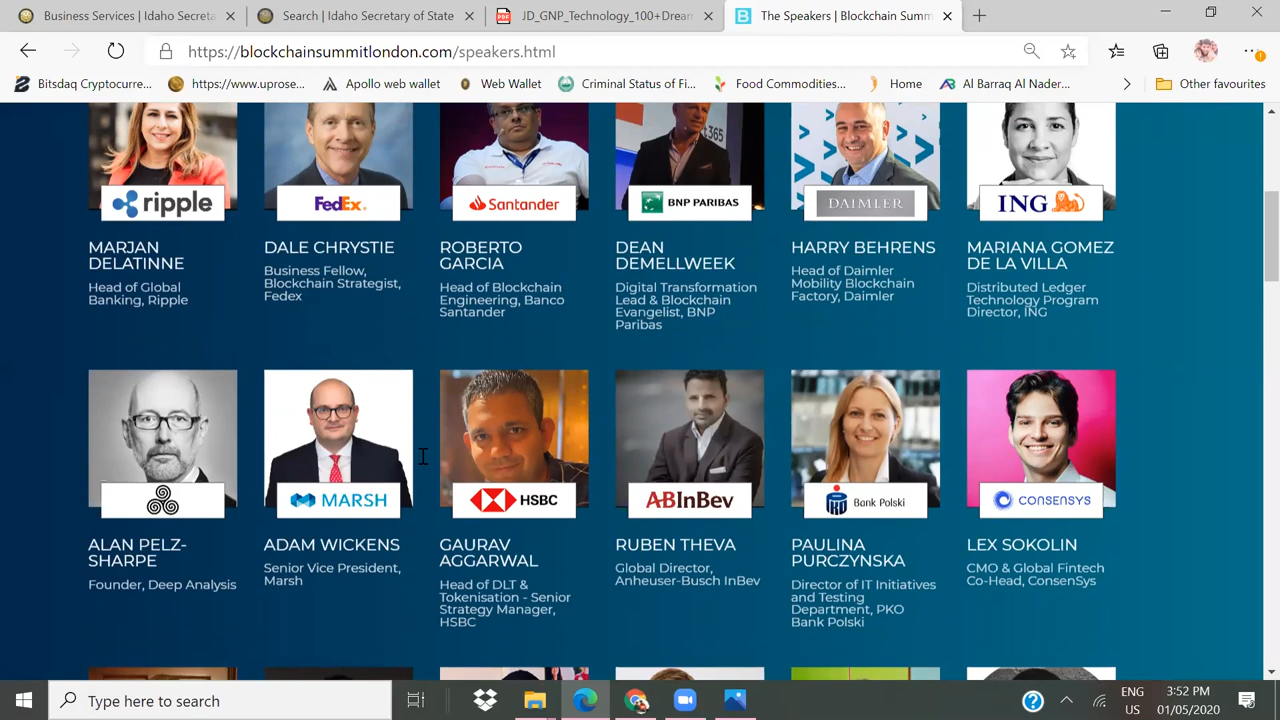 "Business Services | Idaho Secreta
Search | Idaho Secretary of State
JD_GNP_Technology_100+Dream
The Speakers | Blockchain Summ
https://blockchainsummitlondon.com/speakers.html
Bitsdaq Cryptocurre...
https://www.uprose...
Apollo web wallet
Web Wallet
Criminal Status of Fi...
Food Commodities...
Home
Al Barraq Al Nader...
Other favourites
t365
ripple
FedEx
Santander
BNP PARIBAS
DAIMLER
ING
MARJAN
DELATINNE
Head of Global
Banking, Ripple
DALE CHRYSTIE
Business Fellow,
Blockchain Strategist,
Fedex
ROBERTO
GARCIA
Head of Blockchain
Engineering, Banco
Santander
DEAN
DEMELLWEEK
Digital Transformation
Lead & Blockchain
Evangelist, BNP
Paribas
HARRY BEHRENS
Head of Daimler
Mobility Blockchain
Factory, Daimler
MARIANA GOMEZ
DE LA VILLA
Distributed Ledger
Technology Program
Director, ING
MARSH
HSBC
ABInBev
Bank Polski
CONSENSYS
ALAN PELZ-
SHARPE
Founder, Deep Analysis
ADAM WICKENS
Senior Vice President,
Marsh
GAURAV
AGGARWAL
Head of DLT &
Tokenisation - Senior
Strategy Manager,
HSBC
RUBEN THEVA
Global Director,
Anheuser-Busch InBev
PAULINA
PURCZYNSKA
Director of IT Initiatives
and Testing
Department, PKO
Bank Polski
LEX SOKOLIN
CMO & Global Fintech
Co-Head, ConsenSys
Type here to search
ENG
US
3:52 PM
01/05/2020